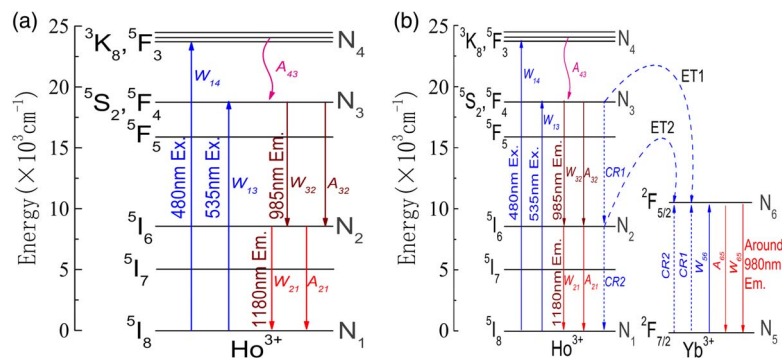 (a)
Energy(×10³cm⁻¹)
25
20
15
10
5
0
³K₈, ⁵F₃
⁵S₂, ⁵F₄
⁵F₅
⁵I₆
⁵I₇
⁵I₈
N₄
N₃
N₂
N₁
W₁₄
A₄₃
480nm Ex.
535nm Ex.
W₁₃
985nm Em.
W₃₂
A₃₂
1180nm Em.
W₂₁
A₂₁
Ho³⁺
(b)
Energy(×10³cm⁻¹)
25
20
15
10
5
0
³K₈, ⁵F₃
⁵S₂, ⁵F₄
⁵F₅
⁵I₆
⁵I₇
⁵I₈
N₄
N₃
N₂
N₁
W₁₄
A₄₃
480nm Ex.
535nm Ex.
W₁₃
985nm Em.
W₃₂
A₃₂
CR1
1180nm Em.
W₂₁
A₂₁
CR2
Ho³⁺
ET1
ET2
²F₅/₂
N₆
CR2
CR1
W₅₆
A₆₅
W₆₅
Around
980nm
Em.
²F₇/₂
N₅
Yb³⁺